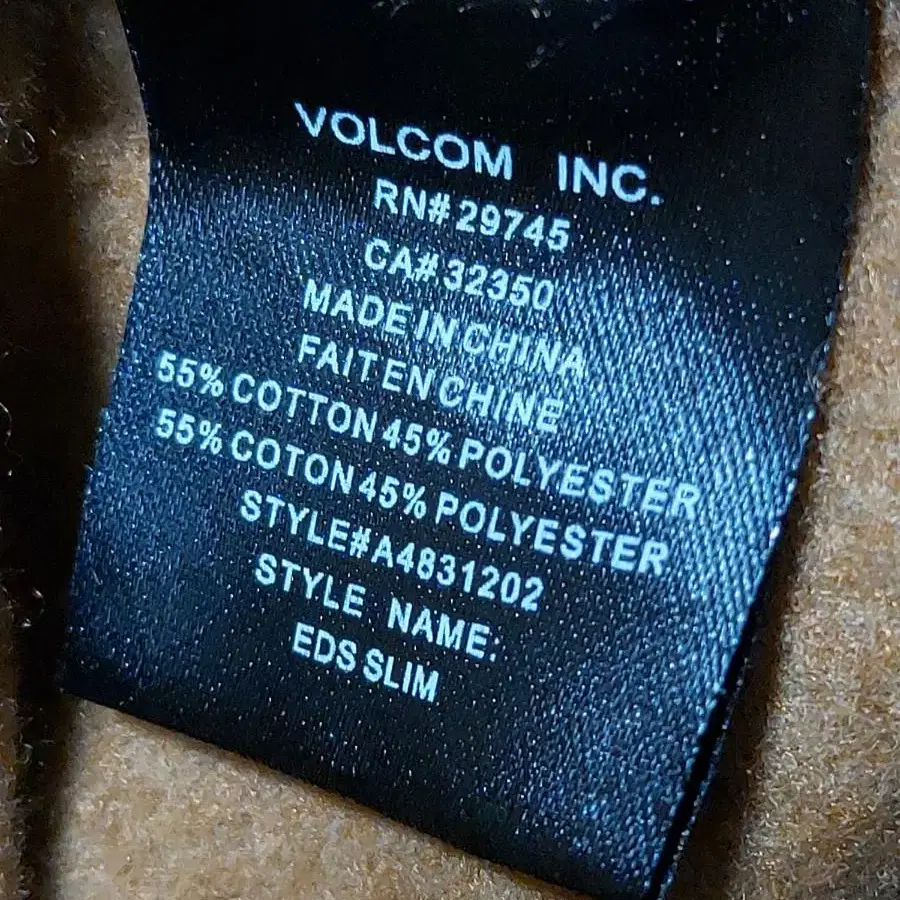 VOLCOM INC.
RN# 29745
CA# 32350
MADE IN CHINA
FAIT EN CHINE
55% COTTON 45% POLYESTER
55% COTON 45% POLYESTER
STYLE#A4831202
STYLE NAME:
EDS SLIM